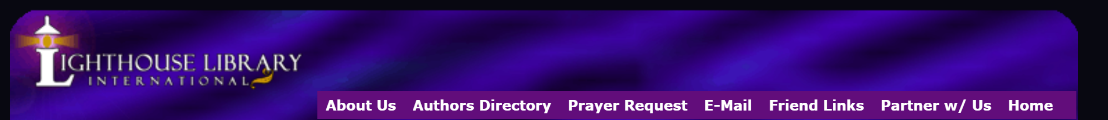 LIGHTHOUSE LIBRARY
INTERNATIONAL
About Us Authors Directory Prayer Request E-Mail Friend Links Partner w/ Us Home